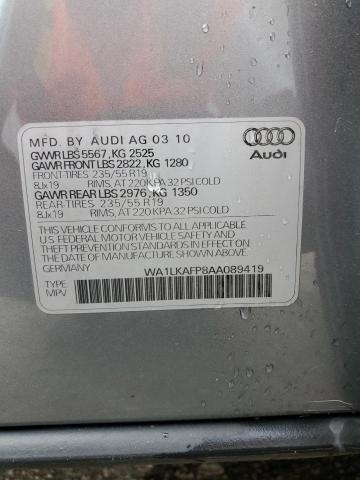 MFD. BY AUDI AG 03 10
GVWR LBS 5567, KG 2525
GAWR FRONT LBS 2822, KG 1280
FRONT-TIRES 235/55 R19
8Jx19 RIMS, AT 220 KPA 32 PSI COLD
GAWR REAR LBS 2976, KG 1350
REAR-TIRES 235/55 R19
8Jx19 RIMS, AT 220 KPA 32 PSI COLD
THIS VEHICLE CONFORMS TO ALL APPLICABLE
U.S FEDERAL MOTOR VEHICLE SAFETY AND
THEFT PREVENTION STANDARDS IN EFFECT ON
THE DATE OF MANUFACTURE SHOWN ABOVE.
GERMANY WA1LKAFP8AA089419
TYPE
MPV
Audi